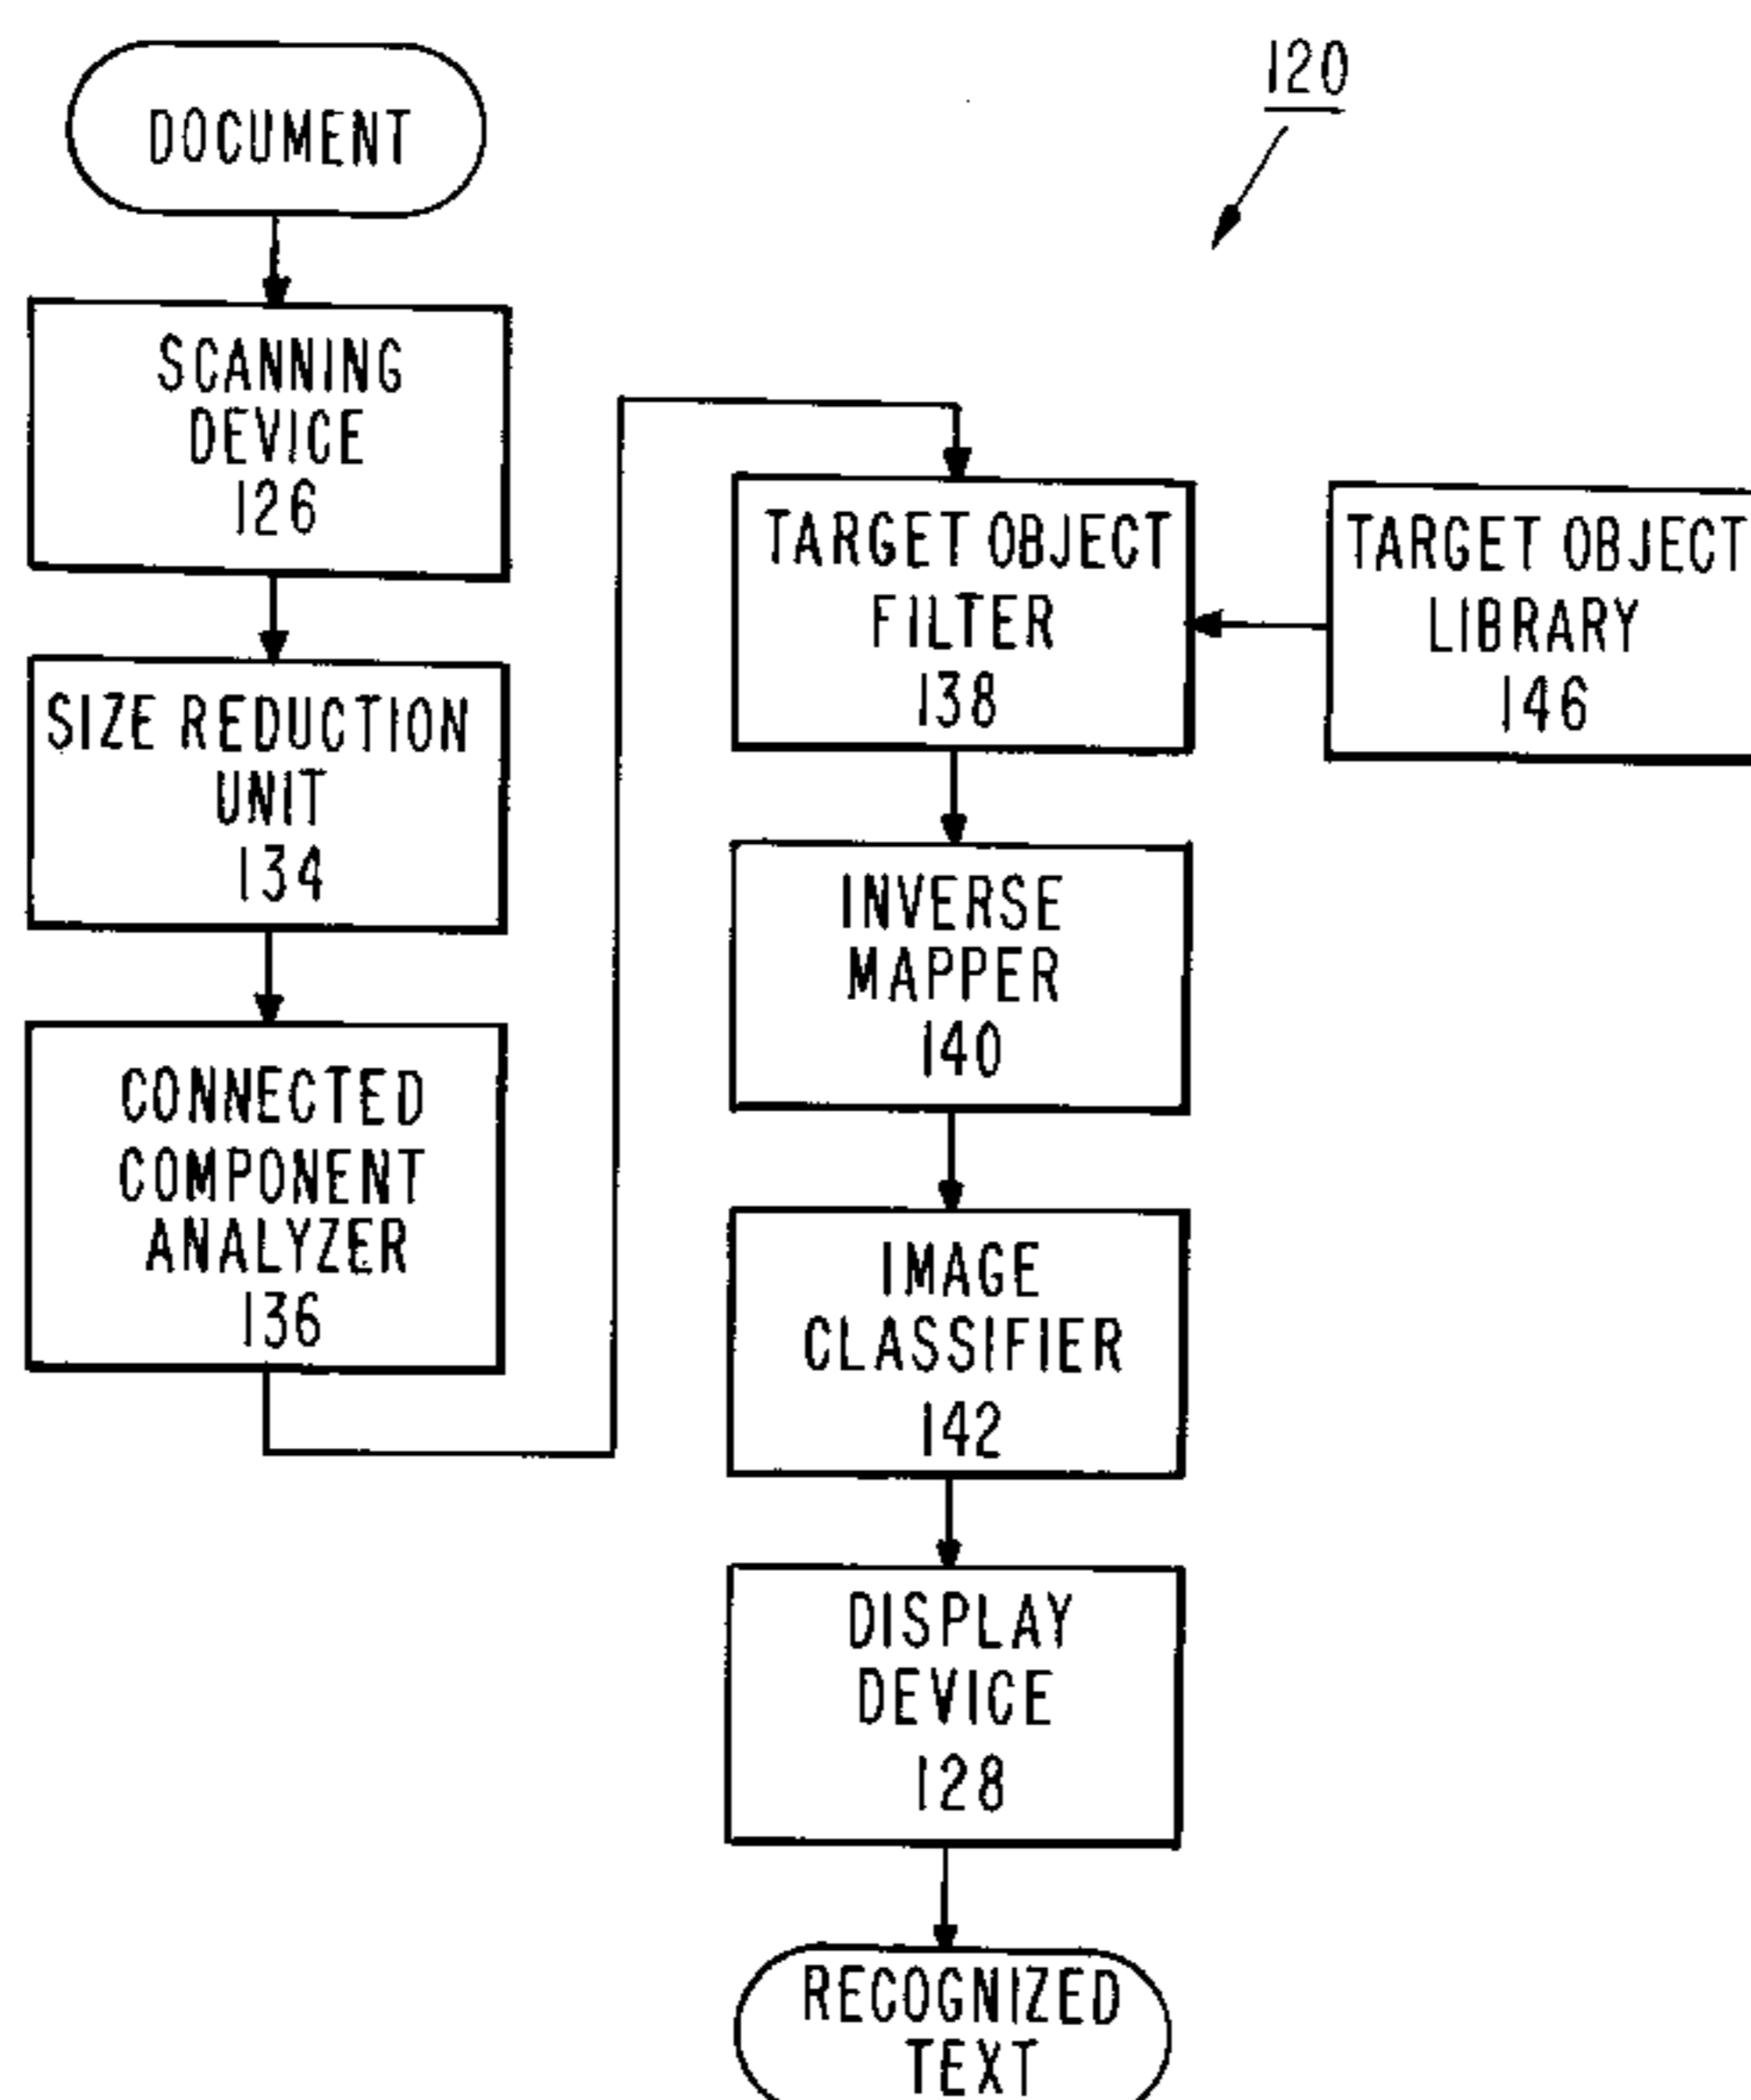 120
DOCUMENT
SCANNING
DEVICE
126
SIZE REDUCTION
UNIT
134
CONNECTED
COMPONENT
ANALYZER
136
TARGET OBJECT
FILTER
138
TARGET OBJECT
LIBRARY
146
INVERSE
MAPPER
140
IMAGE
CLASSIFIER
142
DISPLAY
DEVICE
128
RECOGNIZED
TEXT